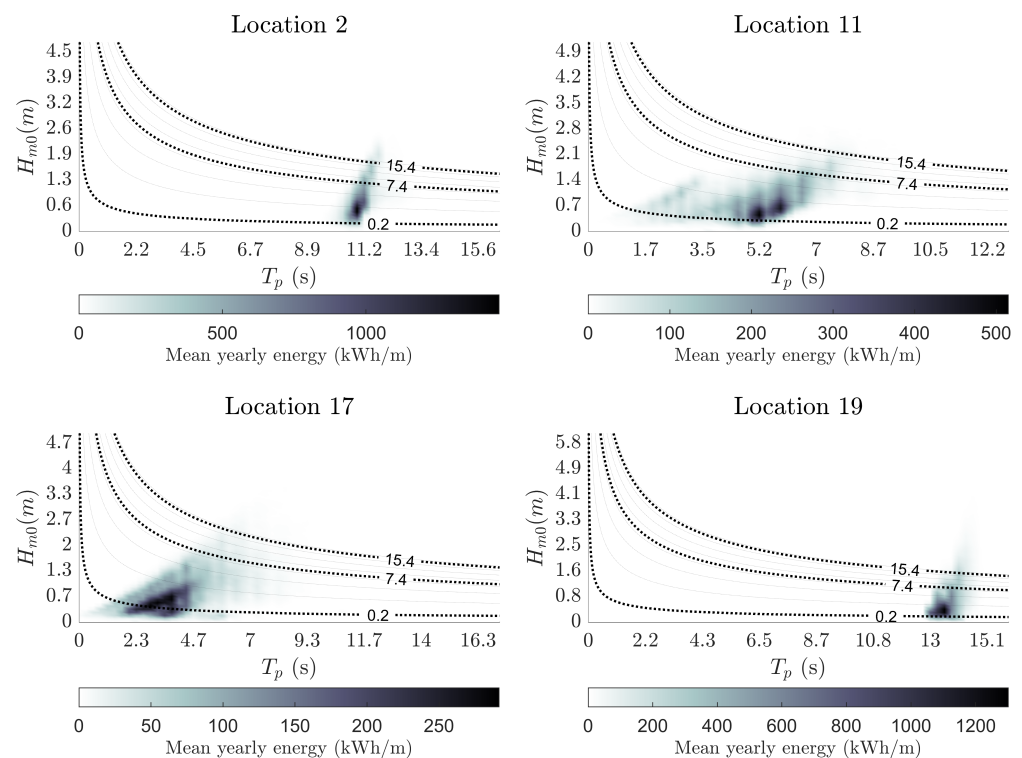 Location 2
H_{m0}(m)
4.5
3.9
3.2
2.6
1.9
1.3
0.6
0
15.4
7.4
0.2
0 2.2 4.5 6.7 8.9 11.2 13.4 15.6
T_p (s)
0 500 1000
Mean yearly energy (kWh/m)
Location 11
H_{m0}(m)
4.9
4.2
3.5
2.8
2.1
1.4
0.7
0
15.4
7.4
0.2
0 1.7 3.5 5.2 7 8.7 10.5 12.2
T_p (s)
0 100 200 300 400 500
Mean yearly energy (kWh/m)
Location 17
H_{m0}(m)
4.7
4
3.3
2.7
2
1.3
0.7
0
15.4
7.4
0.2
0 2.3 4.7 7 9.3 11.7 14 16.3
T_p (s)
0 50 100 150 200 250
Mean yearly energy (kWh/m)
Location 19
H_{m0}(m)
5.8
4.9
4.1
3.3
2.5
1.6
0.8
0
15.4
7.4
0.2
0 2.2 4.3 6.5 8.7 10.8 13 15.1
T_p (s)
0 200 400 600 800 1000 1200
Mean yearly energy (kWh/m)